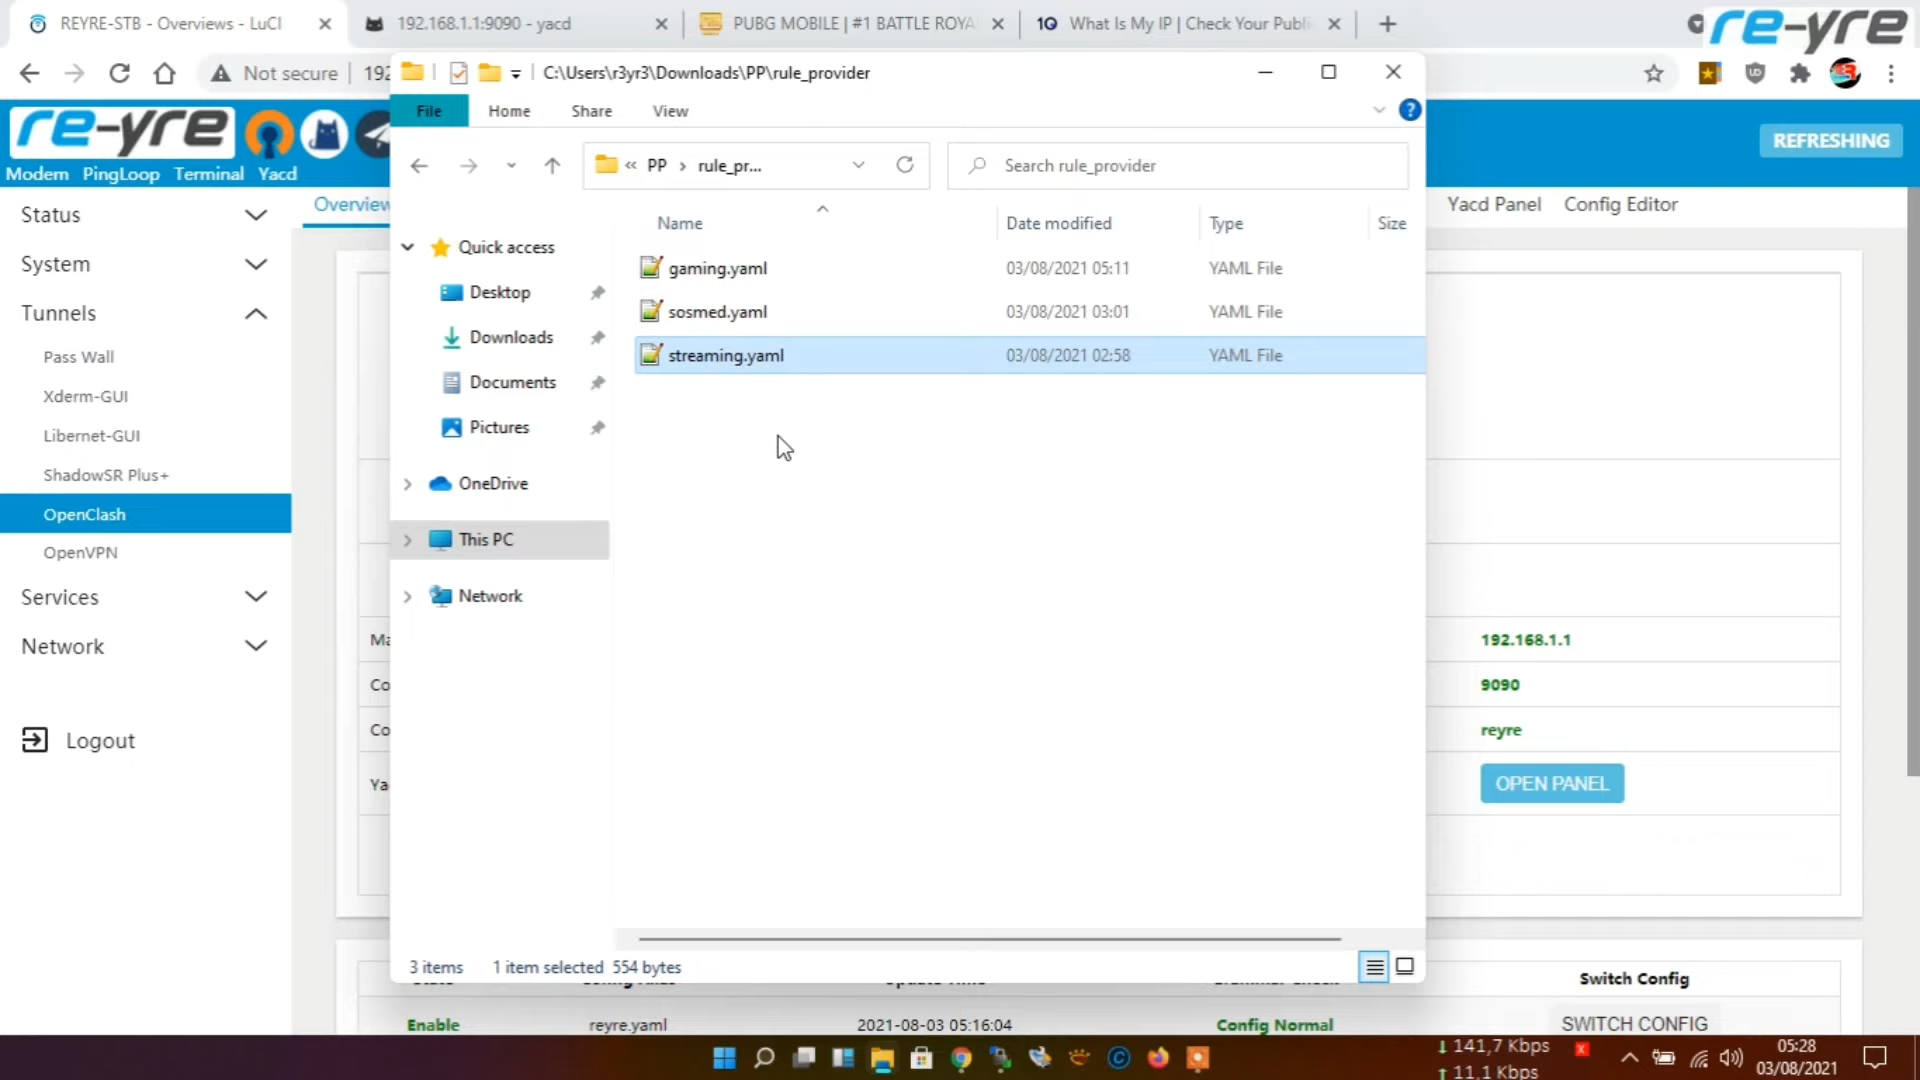 REYRE-STB - Overviews - LuCI
192.168.1.1:9090 - yacd
PUBG MOBILE | #1 BATTLE ROYA
1Q What Is My IP | Check Your Publi
re-yre
Not secure
192
C:\Users\r3yr3\Downloads\PP\rule_provider
re-yre
File Home Share View
REFRESHING
Modem PingLoop Terminal Yacd
« PP › rule_pr...
Search rule_provider
Status
Overview
Yacd Panel Config Editor
Name Date modified Type Size
Quick access
System
gaming.yaml 03/08/2021 05:11 YAML File
Desktop
Tunnels
sosmed.yaml 03/08/2021 03:01 YAML File
Downloads
Pass Wall
streaming.yaml 03/08/2021 02:58 YAML File
Documents
Xderm-GUI
Pictures
Libernet-GUI
ShadowSR Plus+
OneDrive
OpenClash
This PC
OpenVPN
Services
Network
Network
Ma
192.168.1.1
Co
9090
Co
reyre
Logout
Ya
OPEN PANEL
3 items 1 item selected 554 bytes
Switch Config
Enable reyre.yaml 2021-08-03 05:16:04 Config Normal SWITCH CONFIG
141,7 Kbps
11,1 Kbps
05:28
03/08/2021